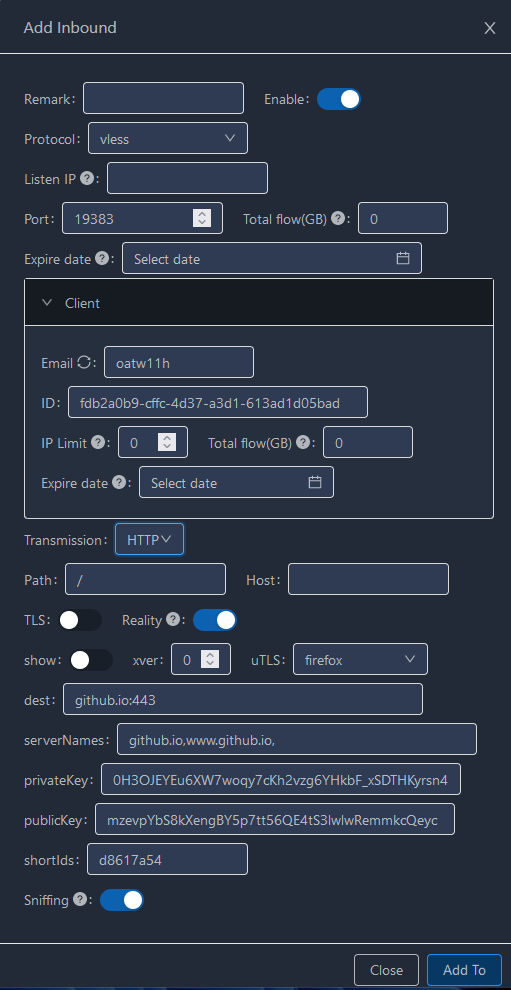 Add Inbound
Remark:
Enable:
Protocol: vless
Listen IP ? :
Port: 19383
Total flow(GB) ? : 0
Expire date ? : Select date
Client
Email : oatw11h
ID: fdb2a0b9-cffc-4d37-a3d1-613ad1d05bad
IP Limit ? : 0
Total flow(GB) ? : 0
Expire date ? : Select date
Transmission: HTTP
Path: /
Host:
TLS:
Reality ? :
show:
xver: 0
uTLS: firefox
dest: github.io:443
serverNames: github.io,www.github.io,
privateKey: 0H3OJEYEu6XW7woqy7cKh2vzg6YHkbF_xSDTHKyrsn4
publicKey: mzevpYbS8kXengBY5p7tt56QE4tS3lwlwRemmkcQeyc
shortIds: d8617a54
Sniffing ? :
Close
Add To